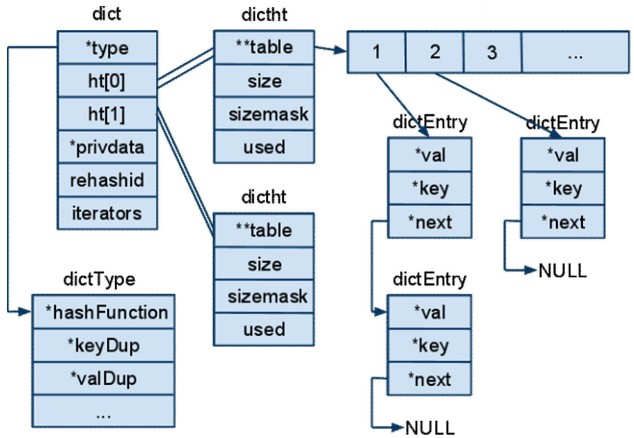 dict
*type
ht[0]
ht[1]
*privdata
rehashid
iterators
dictht
**table
size
sizemask
used
1 2 3 ...
dictEntry
*val
*key
*next
dictEntry
*val
*key
*next
NULL
dictht
**table
size
sizemask
used
dictEntry
*val
*key
*next
NULL
dictType
*hashFunction
*keyDup
*valDup
...